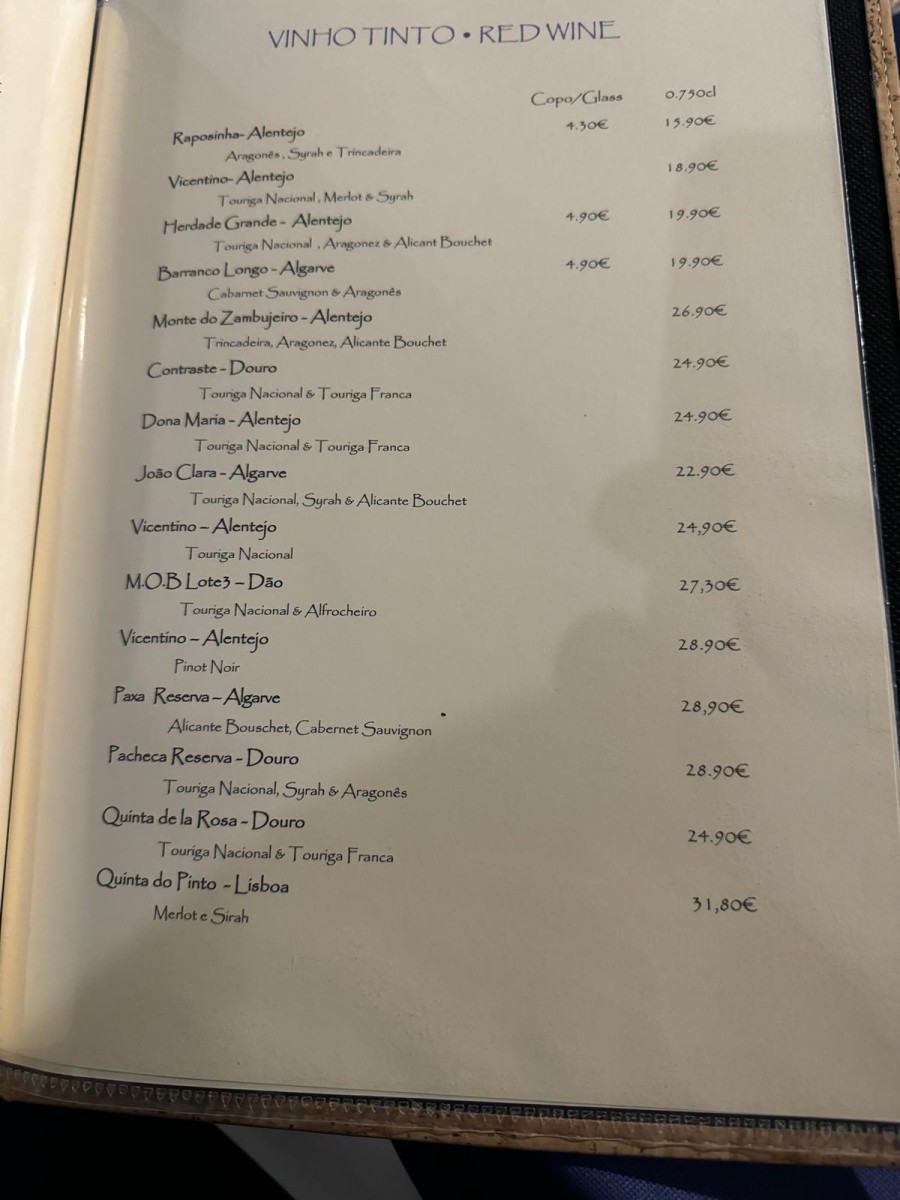 VINHO TINTO • RED WINE
Copo/Glass 0.750cl
Raposinha- Alentejo 4.30€ 15.90€
Aragonês , Syrah e Trincadeira
Vicentino- Alentejo 18.90€
Touriga Nacional , Merlot & Syrah
Herdade Grande - Alentejo 4.90€ 19.90€
Touriga Nacional , Aragonez & Alicant Bouchet
Barranco Longo - Algarve 4.90€ 19.90€
Cabarnet Sauvignon & Aragonês
Monte do Zambujeiro - Alentejo 26.90€
Trincadeira, Aragonez, Alicante Bouchet
Contraste - Douro 24.90€
Touriga Nacional & Touriga Franca
Dona Maria - Alentejo 24.90€
Touriga Nacional & Touriga Franca
João Clara - Algarve 22.90€
Touriga Nacional, Syrah & Alicante Bouchet
Vicentino – Alentejo 24,90€
Touriga Nacional
M.O.B Lote3 – Dão 27,30€
Touriga Nacional & Alfrocheiro
Vicentino – Alentejo 28.90€
Pinot Noir
Paxa Reserva – Algarve 28,90€
Alicante Bouschet, Cabernet Sauvignon
Pacheca Reserva - Douro 28.90€
Touriga Nacional, Syrah & Aragonês
Quinta de la Rosa - Douro 24.90€
Touriga Nacional & Touriga Franca
Quinta do Pinto - Lisboa 31,80€
Merlot e Sirah